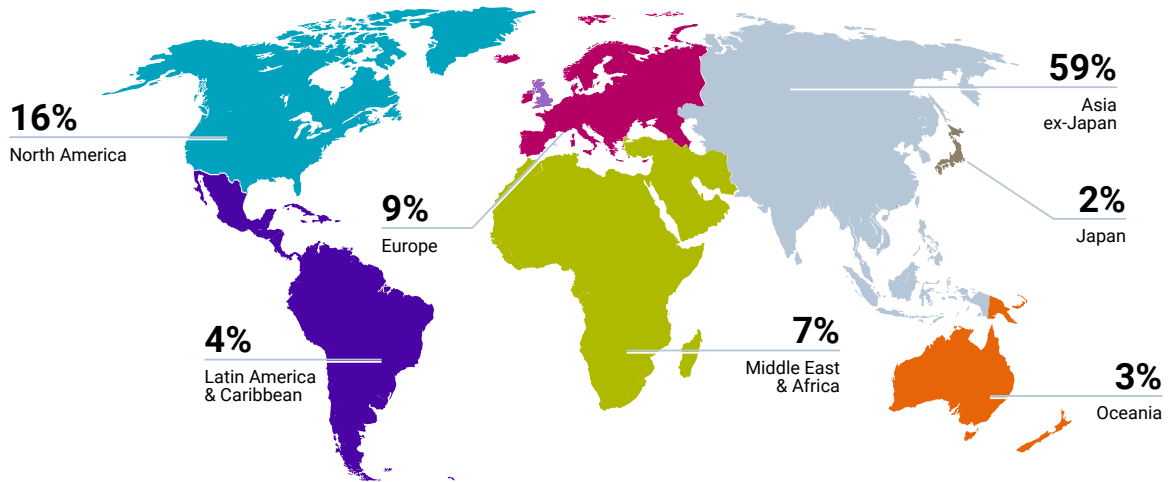 59%
Asia
ex-Japan
16%
North America
2%
Japan
9%
Europe
7%
Middle East
& Africa
4%
Latin America
& Caribbean
3%
Oceania